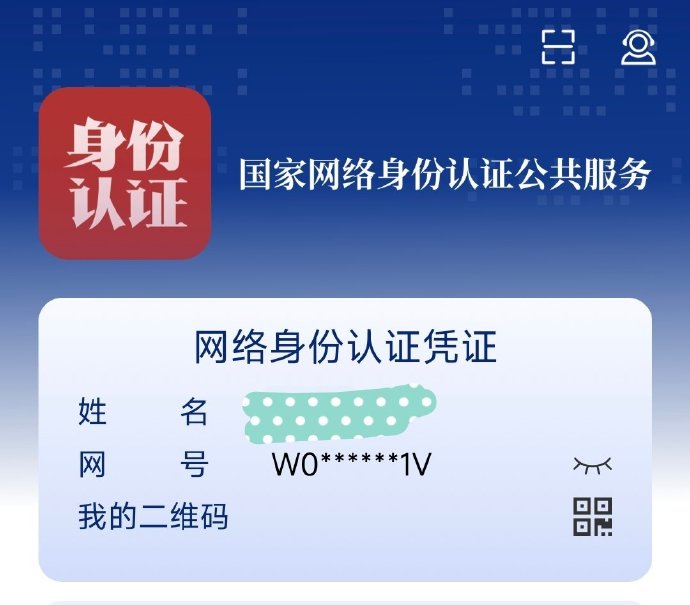 身份
认证
国家网络身份认证公共服务
网络身份认证凭证
姓 名
网 号 W0******1V
我的二维码